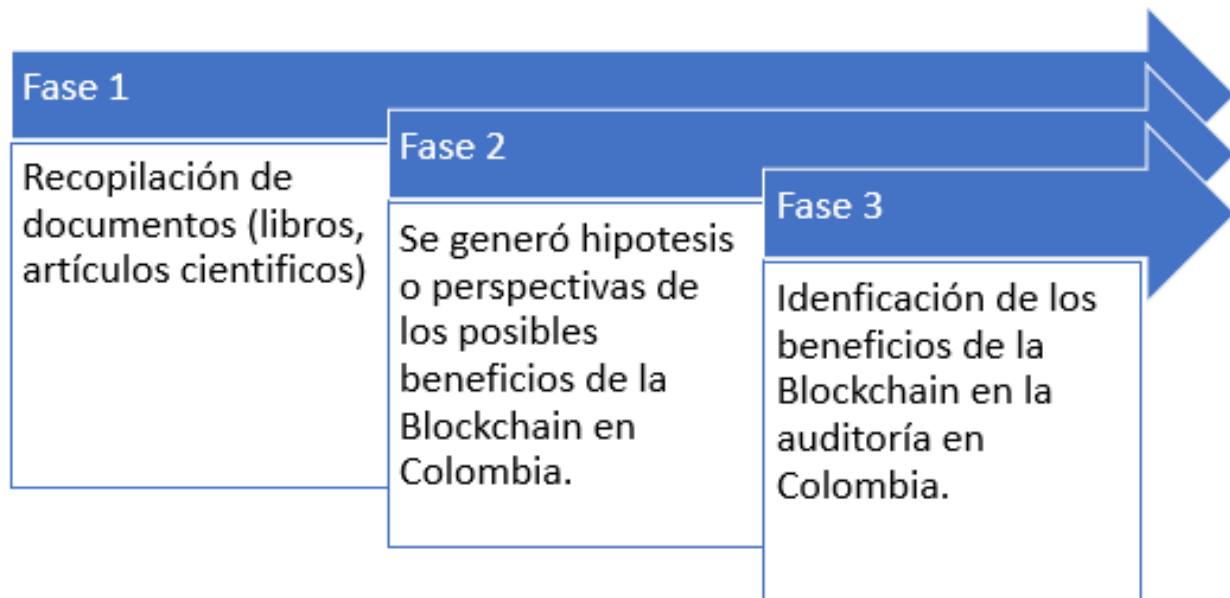 Fase 1
Recopilación de
documentos (libros,
artículos cientificos)
Fase 2
Se generó hipotesis
o perspectivas de
los posibles
beneficios de la
Blockchain en
Colombia.
Fase 3
Idenficación de los
beneficios de la
Blockchain en la
auditoría en
Colombia.